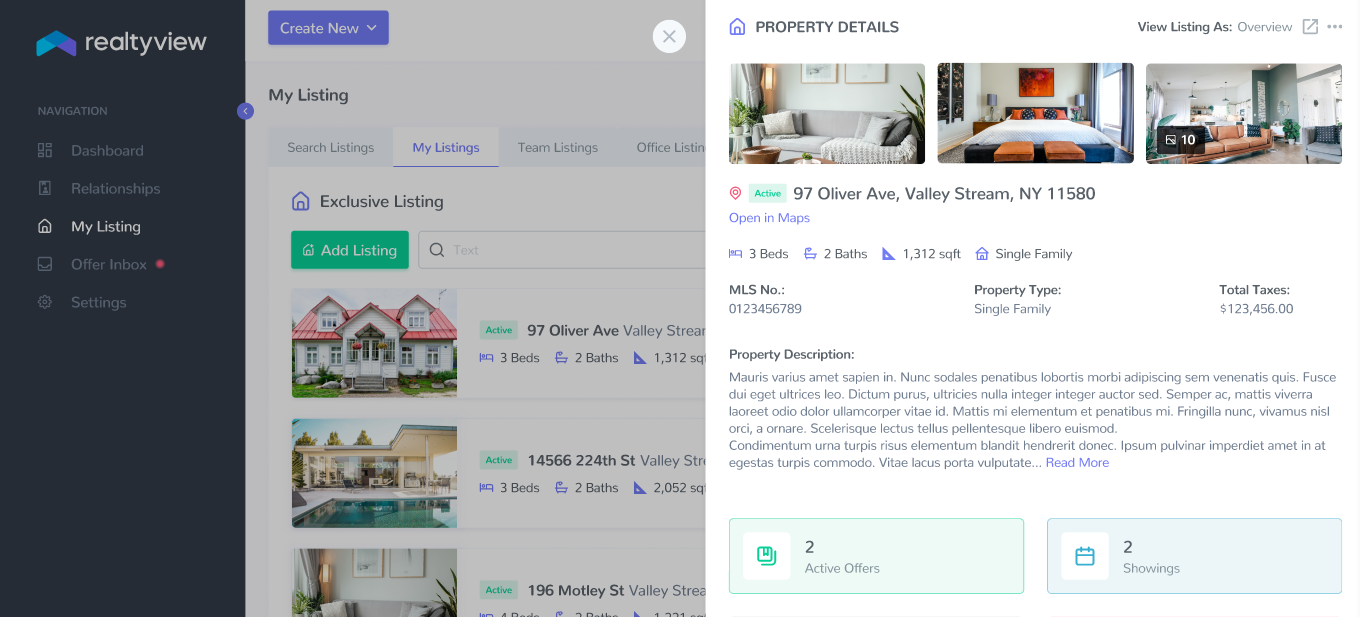 realtyview
NAVIGATION
Dashboard
Relationships
My Listing
Offer Inbox
Settings
Create New
My Listing
Search Listings
My Listings
Team Listings
Office Listin
Exclusive Listing
Add Listing
Text
Active 97 Oliver Ave Valley Strear
3 Beds 2 Baths 1,312 sqf
Active 14566 224th St Valley Stre
3 Beds 2 Baths 2,052 sqf
Active 196 Motley St Valley Strea
4 Beds 2 Baths 1,221 sqf
PROPERTY DETAILS
View Listing As: Overview
10
Active 97 Oliver Ave, Valley Stream, NY 11580
Open in Maps
3 Beds 2 Baths 1,312 sqft Single Family
MLS No.:
0123456789
Property Type:
Single Family
Total Taxes:
$123,456.00
Property Description:
Mauris varius amet sapien in. Nunc sodales penatibus lobortis morbi adipiscing sem venenatis quis. Fusce
dui eget ultrices leo. Dictum purus, ultricies nulla integer integer auctor sed. Semper ac, mattis viverra
laoreet odio dolor ullamcorper vitae id. Mattis mi elementum et penatibus mi. Fringilla nunc, vivamus nisl
orci, a ornare. Scelerisque lectus tellus pellentesque libero euismod.
Condimentum urna turpis risus elementum blandit hendrerit donec. Ipsum pulvinar imperdiet amet in at
egestas turpis commodo. Vitae lacus porta vulputate... Read More
2
Active Offers
2
Showings